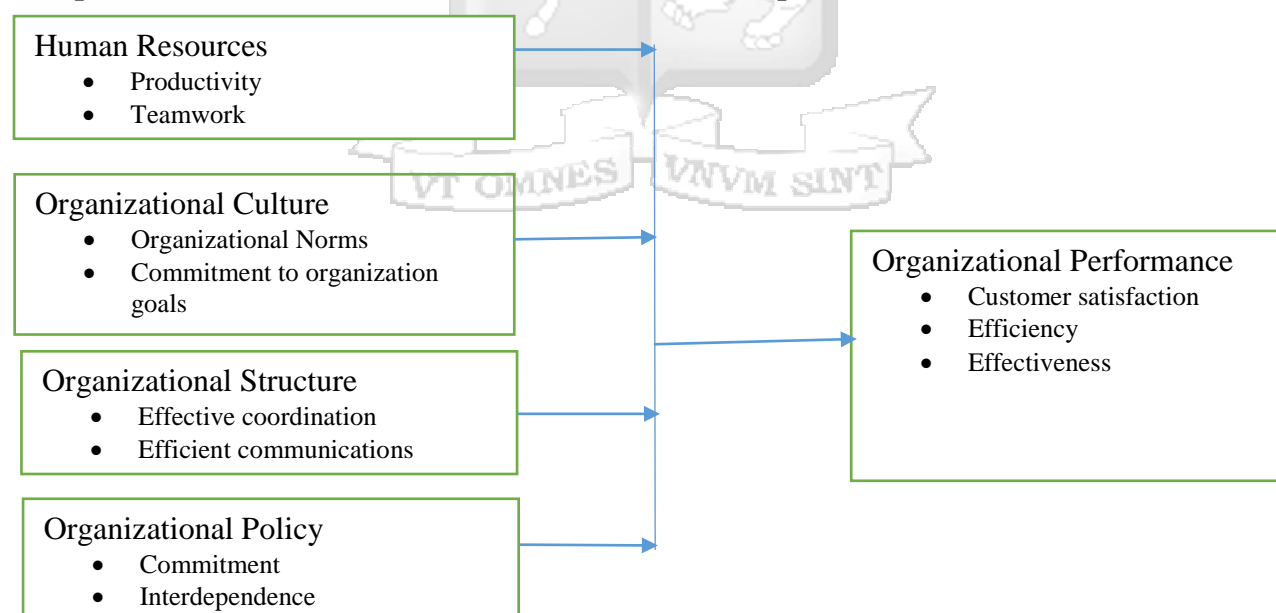 Human Resources
• Productivity
• Teamwork
VT OMNES VNVM SINT
Organizational Culture
• Organizational Norms
• Commitment to organization
goals
Organizational Performance
• Customer satisfaction
• Efficiency
• Effectiveness
Organizational Structure
• Effective coordination
• Efficient communications
Organizational Policy
• Commitment
• Interdependence